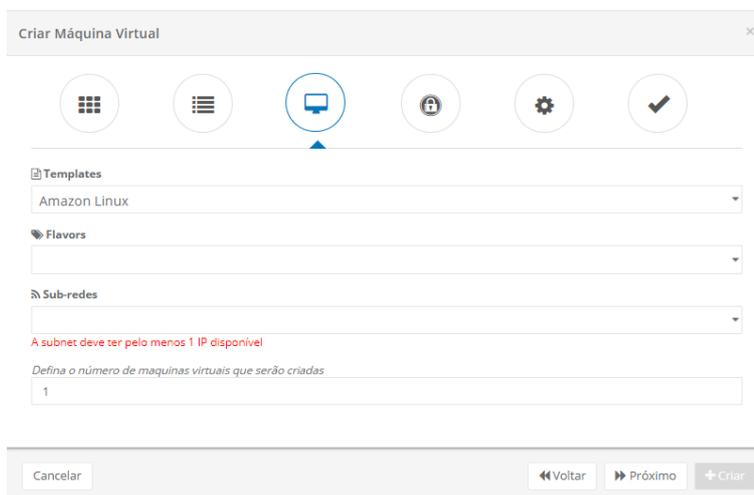 Criar Máquina Virtual
×
Templates
Amazon Linux
Flavors
Sub-redes
A subnet deve ter pelo menos 1 IP disponível
Defina o número de maquinas virtuais que serão criadas
1
Cancelar
Voltar
Próximo
+ Criar